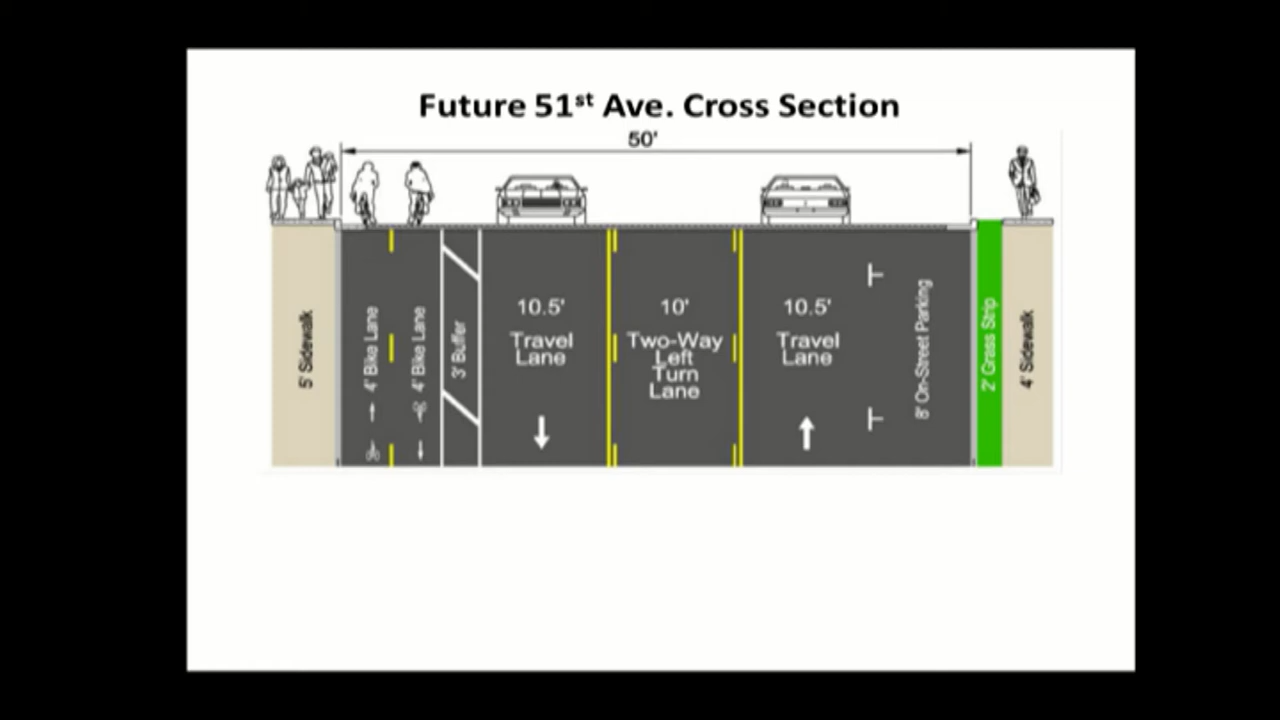 Future 51st Ave. Cross Section
50'
5' Sidewalk
4' Bike Lane
4' Bike Lane
3' Buffer
10.5'
Travel
Lane
10'
Two-Way
Left
Turn
Lane
10.5'
Travel
Lane
8' On-Street Parking
2' Grass Strip
4' Sidewalk